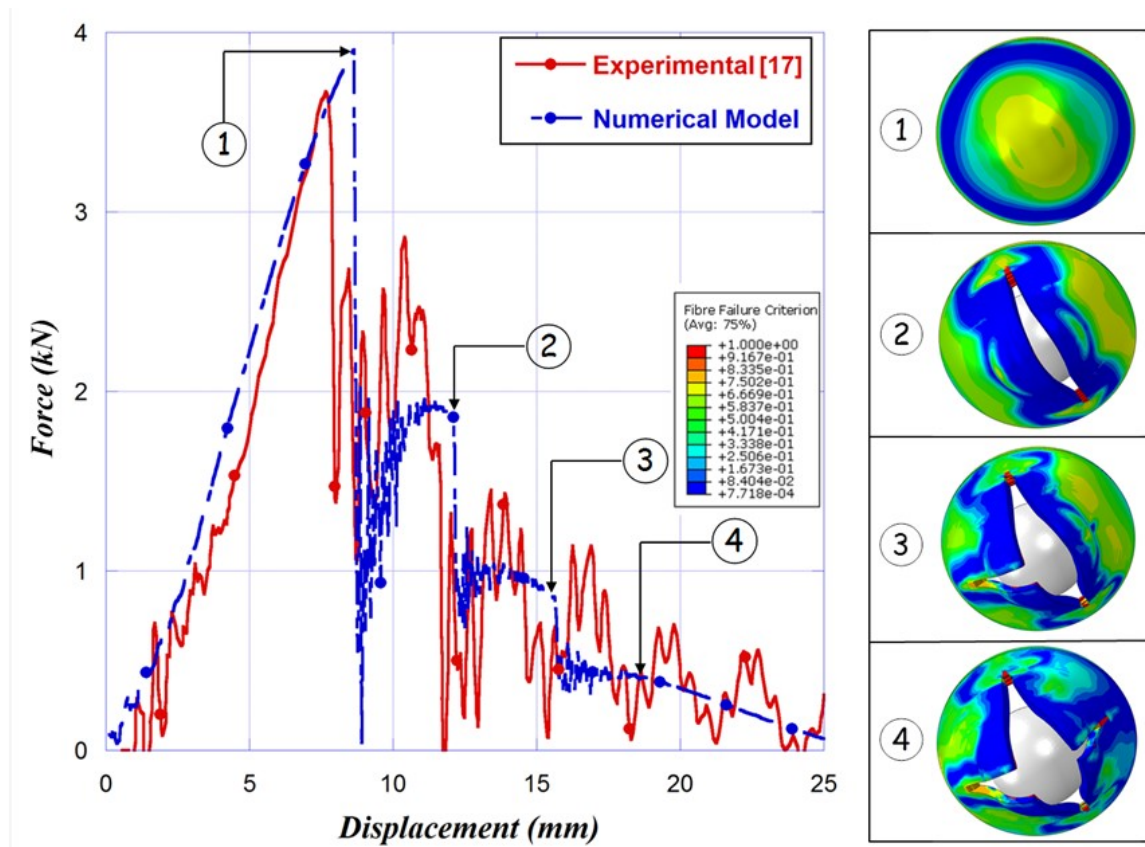 4
3
2
1
0
Force (kN)
0
5
10
15
20
25
Displacement (mm)
Experimental [17]
Numerical Model
1
2
3
4
Fibre Failure Criterion
(Avg: 75%)
+1.000e+00
+9.167e-01
+8.335e-01
+7.502e-01
+6.669e-01
+5.837e-01
+5.004e-01
+4.171e-01
+3.338e-01
+2.506e-01
+1.673e-01
+8.404e-02
+7.718e-04
1
2
3
4